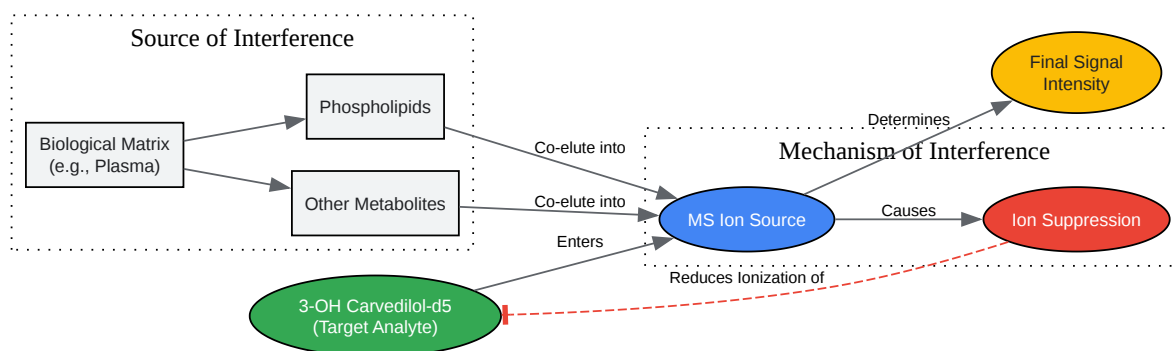 Source of Interference
Biological Matrix
(e.g., Plasma)
Phospholipids
Other Metabolites
Co-elute into
Co-elute into
Enters
3-OH Carvedilol-d5
(Target Analyte)
Mechanism of Interference
MS Ion Source
Determines
Final Signal
Intensity
Causes
Ion Suppression
Reduces Ionization of